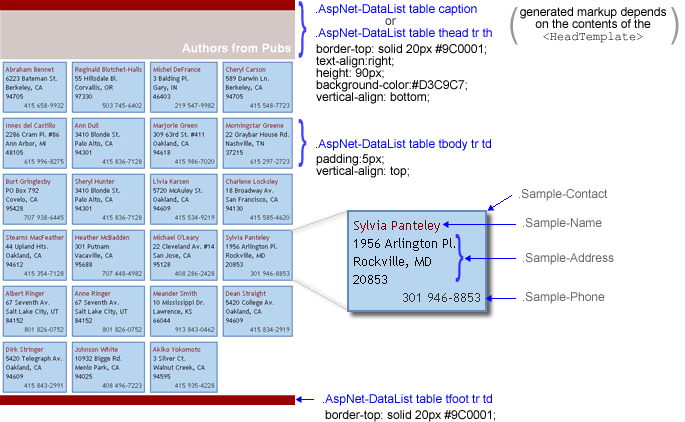 Authors from Pubs
Abraham Bennet
6223 Bateman St.
Berkeley, CA
94705
415 658-9932
Reginald Blotchet-Halls
55 Hillsdale Bl.
Corvallis, OR
97330
503 745-6402
Michel DeFrance
3 Balding Pl.
Gary, IN
46403
219 547-9982
Cheryl Carson
589 Darwin Ln.
Berkeley, CA
94705
415 548-7723
Innes del Castillo
2286 Cram Pl. #86
Ann Arbor, MI
48105
615 996-8275
Ann Dull
3410 Blonde St.
Palo Alto, CA
94301
415 836-7128
Marjorie Green
309 63rd St. #411
Oakland, CA
94618
415 986-7020
Morningstar Greene
22 Graybar House Rd.
Nashville, TN
37215
615 297-2723
Burt Gringlesby
PO Box 792
Covelo, CA
95428
707 938-6445
Sheryl Hunter
3410 Blonde St.
Palo Alto, CA
94301
415 836-7128
Livia Karsen
5720 McAuley St.
Oakland, CA
94609
415 534-9219
Charlene Locksley
18 Broadway Av.
San Francisco, CA
94130
415 585-4620
Stearns MacFeather
44 Upland Hts.
Oakland, CA
94612
415 354-7128
Heather McBadden
301 Putnam
Vacaville, CA
95688
707 448-4982
Michael O'Leary
22 Cleveland Av. #14
San Jose, CA
95128
408 286-2428
Sylvia Panteley
1956 Arlington Pl.
Rockville, MD
20853
301 946-8853
Albert Ringer
67 Seventh Av.
Salt Lake City, UT
84152
801 826-0752
Anne Ringer
67 Seventh Av.
Salt Lake City, UT
84152
801 826-0752
Meander Smith
10 Mississippi Dr.
Lawrence, KS
66044
913 843-0462
Dean Straight
5420 College Av.
Oakland, CA
94609
415 834-2919
Dirk Stringer
5420 Telegraph Av.
Oakland, CA
94609
415 843-2991
Johnson White
10932 Bigge Rd.
Menlo Park, CA
94025
408 496-7223
Akiko Yokomoto
3 Silver Ct.
Walnut Creek, CA
94595
415 935-4228
.AspNet-DataList table caption
or
.AspNet-DataList table thead tr th
border-top: solid 20px #9C0001;
text-align:right;
height: 90px;
background-color:#D3C9C7;
vertical-align: bottom;
generated markup depends
on the contents of the
<HeadTemplate>
.AspNet-DataList table tbody tr td
padding:5px;
vertical-align: top;
Sylvia Panteley
1956 Arlington Pl.
Rockville, MD
20853
301 946-8853
.Sample-Contact
.Sample-Name
.Sample-Address
.Sample-Phone
.AspNet-DataList table tfoot tr td
border-top: solid 20px #9C0001;